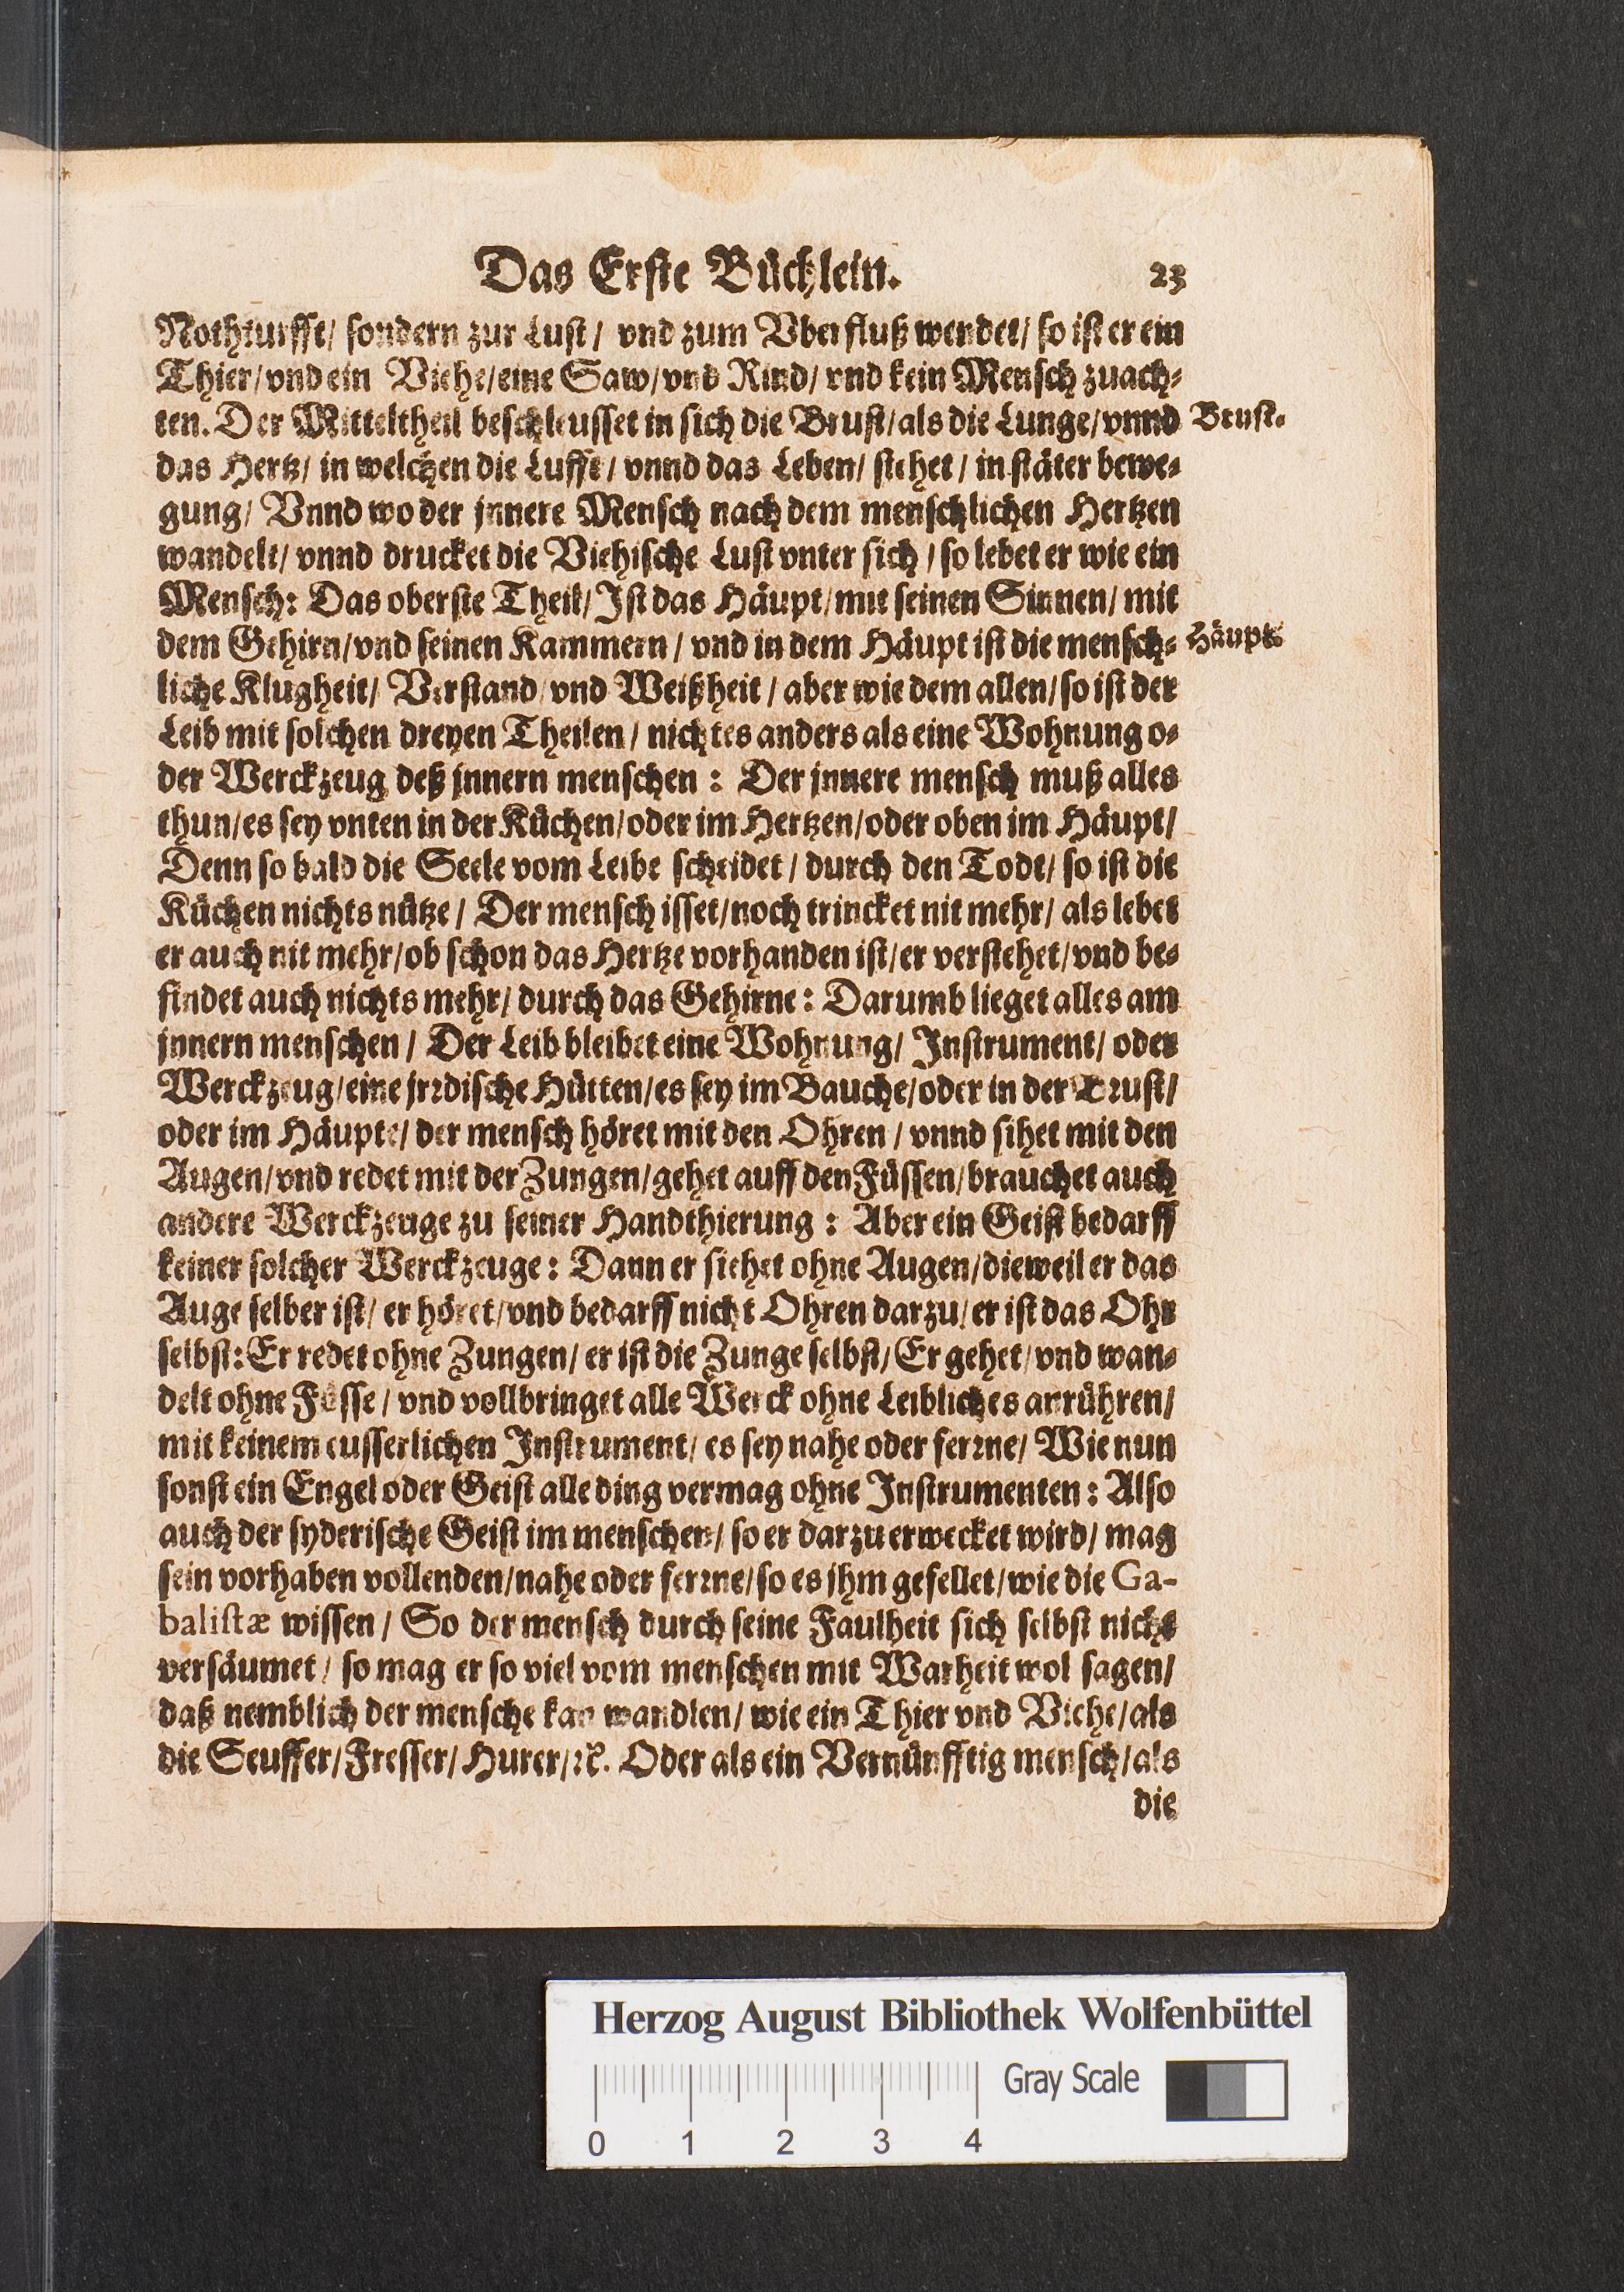 Das Erſte Büchlein. 23
Nothturfft/ ſondern zur Luſt/ vnd zum Vberfluß wendet/ ſo iſt er ein
Thier/vnd ein Viehe/eine Saw/vnd Rind/ vnd kein Menſch zuach⸗
ten. Der Mitteltheil beſchleuſſet in ſich die Bruſt/als die Lunge/vnnd Bruſt.
das Hertz/ in welchen die Lufft/ vnnd das Leben/ ſtehet/ in ſtäter bewe⸗
gung/ Vnnd wo der jnnere Menſch nach dem menſchlichen Hertzen
wandelt/ vnnd drucket die Viehiſche Luſt vnter ſich / ſo lebet er wie ein
Menſch: Das oberſte Theil/ Iſt das Häupt/mit ſeinen Sinnen/ mit
dem Gehirn/vnd ſeinen Kammern / vnd in dem Häupt iſt die menſch⸗ Häupt.
liche Klugheit/ Verſtand/vnd Weißheit / aber wie dem allen/ſo iſt der
Leib mit ſolchen dreyen Theilen / nichtes anders als eine Wohnung o⸗
der Werckzeug deß jnnern menſchen : Der jnnere menſch muß alles
thun/es ſey vnten in der Küchen/oder im Hertzen/oder oben im Häupt/
Denn ſo bald die Seele vom Leibe ſcheidet / durch den Todt/ ſo iſt die
Küchen nichts nütze / Der menſch iſſet/noch trincket nit mehr/ als lebet
er auch nit mehr/ob ſchon das Hertze vorhanden iſt/er verſtehet/vnd be⸗
findet auch nichts mehr/ durch das Gehirne : Darumb lieget alles am
jnnern menſchen / Der Leib bleibet eine Wohnung/ Inſtrument/ oder
Werckzeug/eine jrrdiſche Hütten/es ſey im Bauche/oder in der Bruſt/
oder im Häupte/ der menſch höret mit den Ohren / vnnd ſihet mit den
Augen/vnd redet mit der Zungen/gehet auff den Füſſen/brauchet auch
andere Werckzeuge zu ſeiner Handthierung : Aber ein Geiſt bedarff
keiner ſolcher Werckzeuge : Dann er ſiehet ohne Augen/dieweil er das
Auge ſelber iſt/ er höret/vnd bedarff nicht Ohren darzu/er iſt das Ohr
ſelbſt: Er redet ohne Zungen/ er iſt die Zunge ſelbſt/ Er gehet/vnd wan⸗
delt ohne Füſſe / vnd vollbringet alle Werck ohne Leibliches anrühren/
mit keinem euſſerlichen Inſtrument/ es ſey nahe oder ferrne/ Wie nun
ſonſt ein Engel oder Geiſt alle ding vermag ohne Inſtrumenten : Alſo
auch der ſyderiſche Geiſt im menſchen/ ſo er darzu erwecket wird/ mag
ſein vorhaben vollenden/nahe oder ferrne/ſo es jhm gefellet/wie die Ga-
baliſtæ wiſſen / So der menſch durch ſeine Faulheit ſich ſelbſt nicht
verſäumet / ſo mag er ſo viel vom menſchen mit Warheit wol ſagen/
daß nemblich der menſche kan wandlen/ wie ein Thier vnd Viehe/als
die Seuffer/Freſſer/ Hurer/ꝛc. Oder als ein Vernünfftig menſch/als
die
Herzog August Bibliothek Wolfenbüttel
Gray Scale
0 1 2 3 4